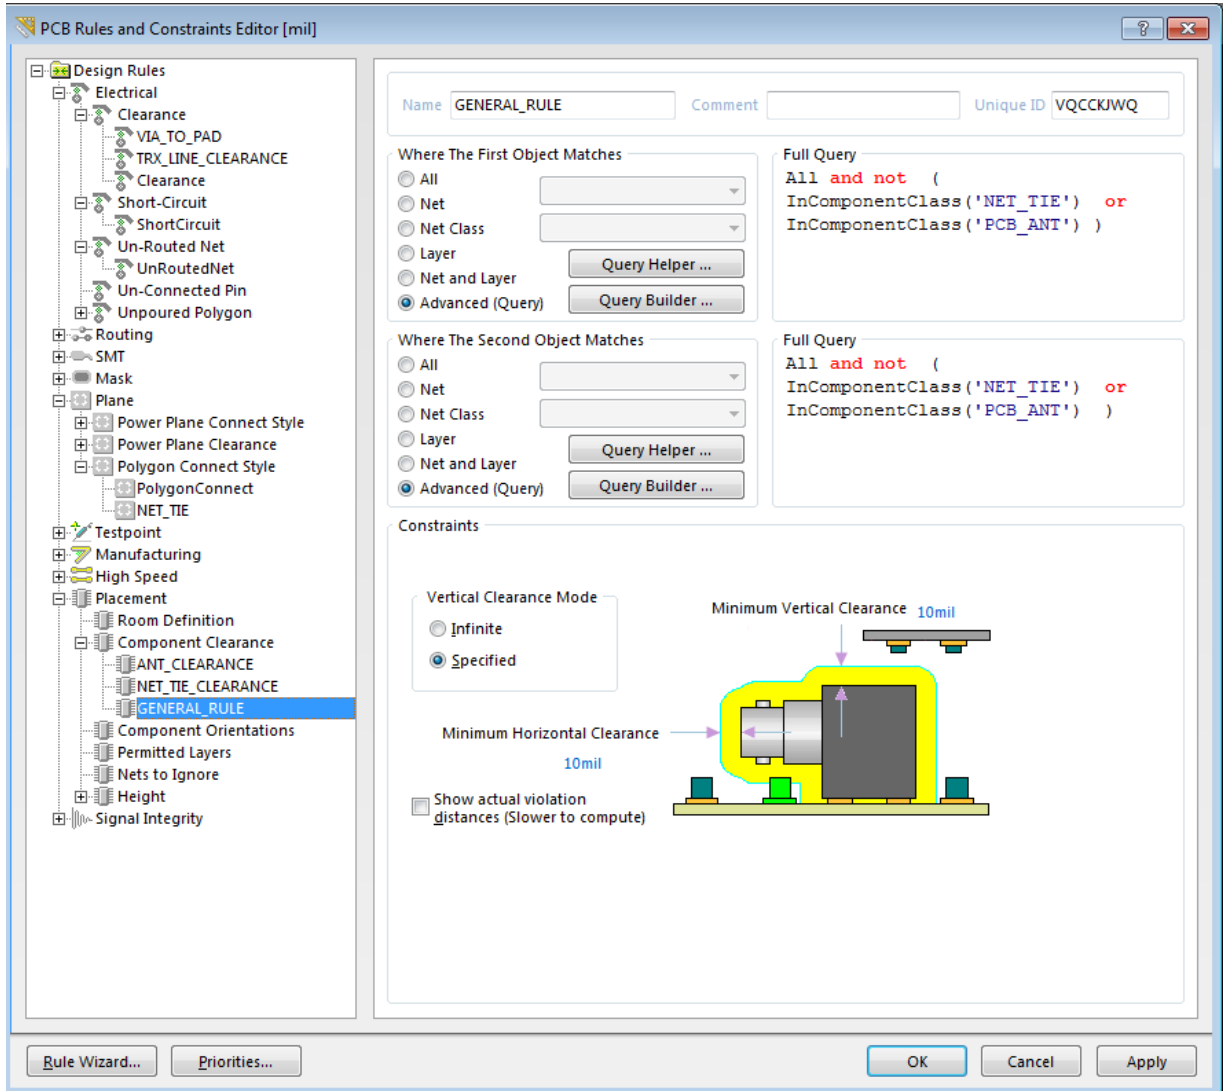 PCB Rules and Constraints Editor [mil]
Design Rules
Electrical
Clearance
VIA_TO_PAD
TRX_LINE_CLEARANCE
Clearance
Short-Circuit
ShortCircuit
Un-Routed Net
UnRoutedNet
Un-Connected Pin
Unpoured Polygon
Routing
SMT
Mask
Plane
Power Plane Connect Style
Power Plane Clearance
Polygon Connect Style
PolygonConnect
NET_TIE
Testpoint
Manufacturing
High Speed
Placement
Room Definition
Component Clearance
ANT_CLEARANCE
NET_TIE_CLEARANCE
GENERAL_RULE
Component Orientations
Permitted Layers
Nets to Ignore
Height
Signal Integrity
Name GENERAL_RULE Comment Unique ID VQCCKJWQ
Where The First Object Matches
All
Net
Net Class
Layer
Net and Layer
Advanced (Query)
Query Helper ...
Query Builder ...
Full Query
All and not (
InComponentClass('NET_TIE') or
InComponentClass('PCB_ANT') )
Where The Second Object Matches
All
Net
Net Class
Layer
Net and Layer
Advanced (Query)
Query Helper ...
Query Builder ...
Full Query
All and not (
InComponentClass('NET_TIE') or
InComponentClass('PCB_ANT') )
Constraints
Vertical Clearance Mode
Infinite
Specified
Minimum Vertical Clearance 10mil
Minimum Horizontal Clearance
10mil
Show actual violation
distances (Slower to compute)
Rule Wizard... Priorities... OK Cancel Apply